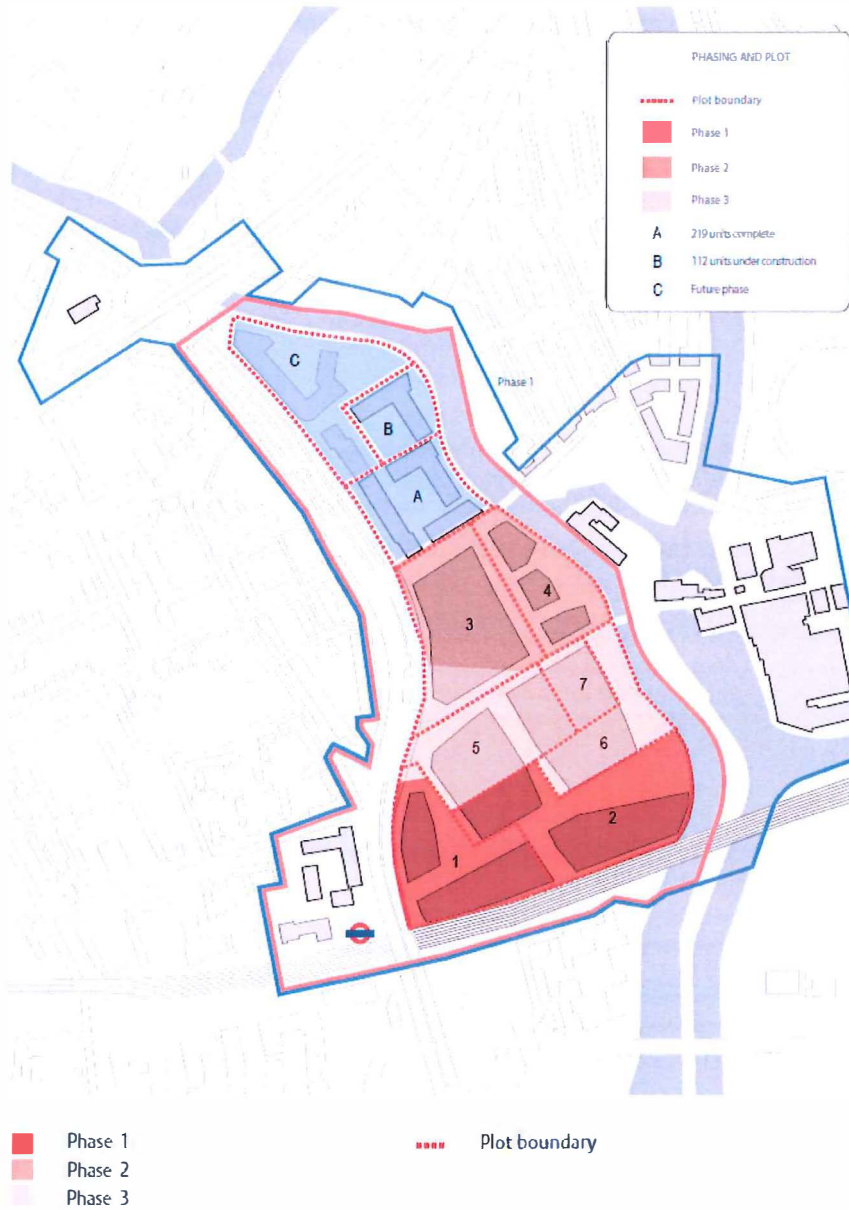 PHASING AND PLOT
Plot boundary
Phase 1
Phase 2
Phase 3
A 219 units complete
B 112 units under construction
C Future phase
C
Phase 1
B
A
4
3
7
5
6
2
1
Phase 1
Plot boundary
Phase 2
Phase 3